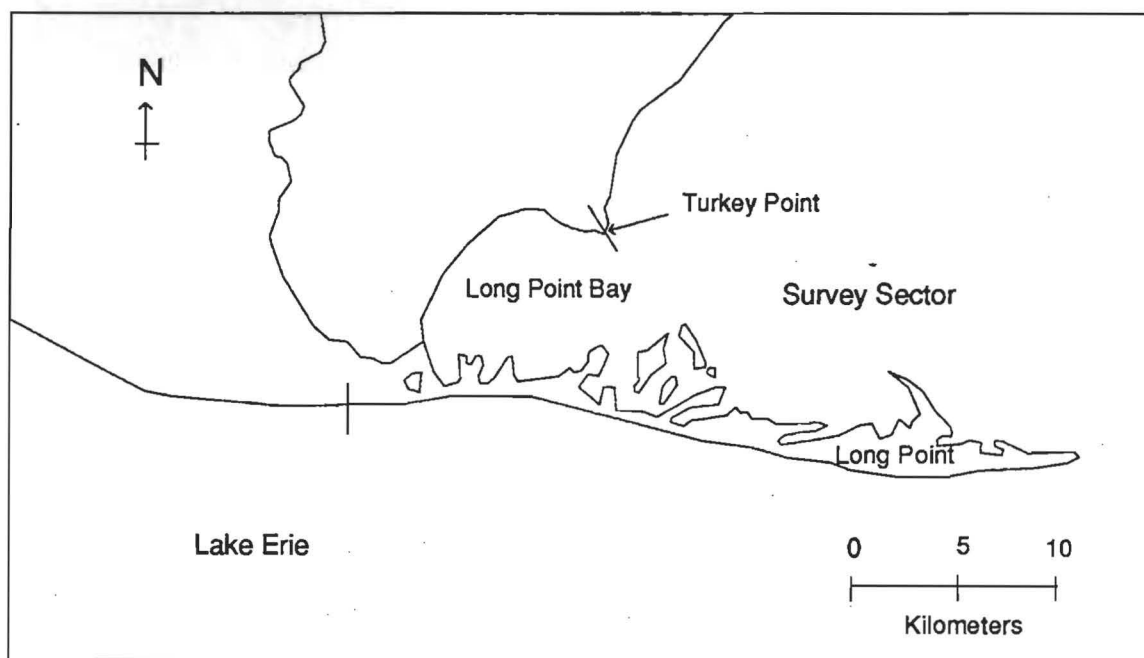 N
Turkey Point
Long Point Bay
Survey Sector
Long Point
Lake Erie
0 5 10
Kilometers